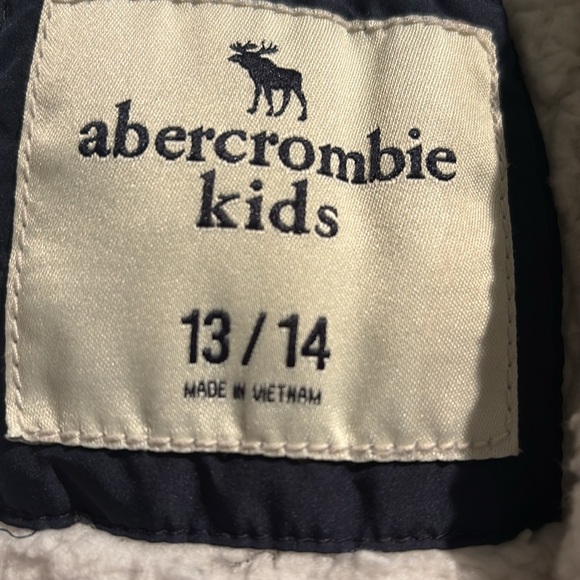 abercrombie
kids
13 / 14
MADE IN VIETNAM